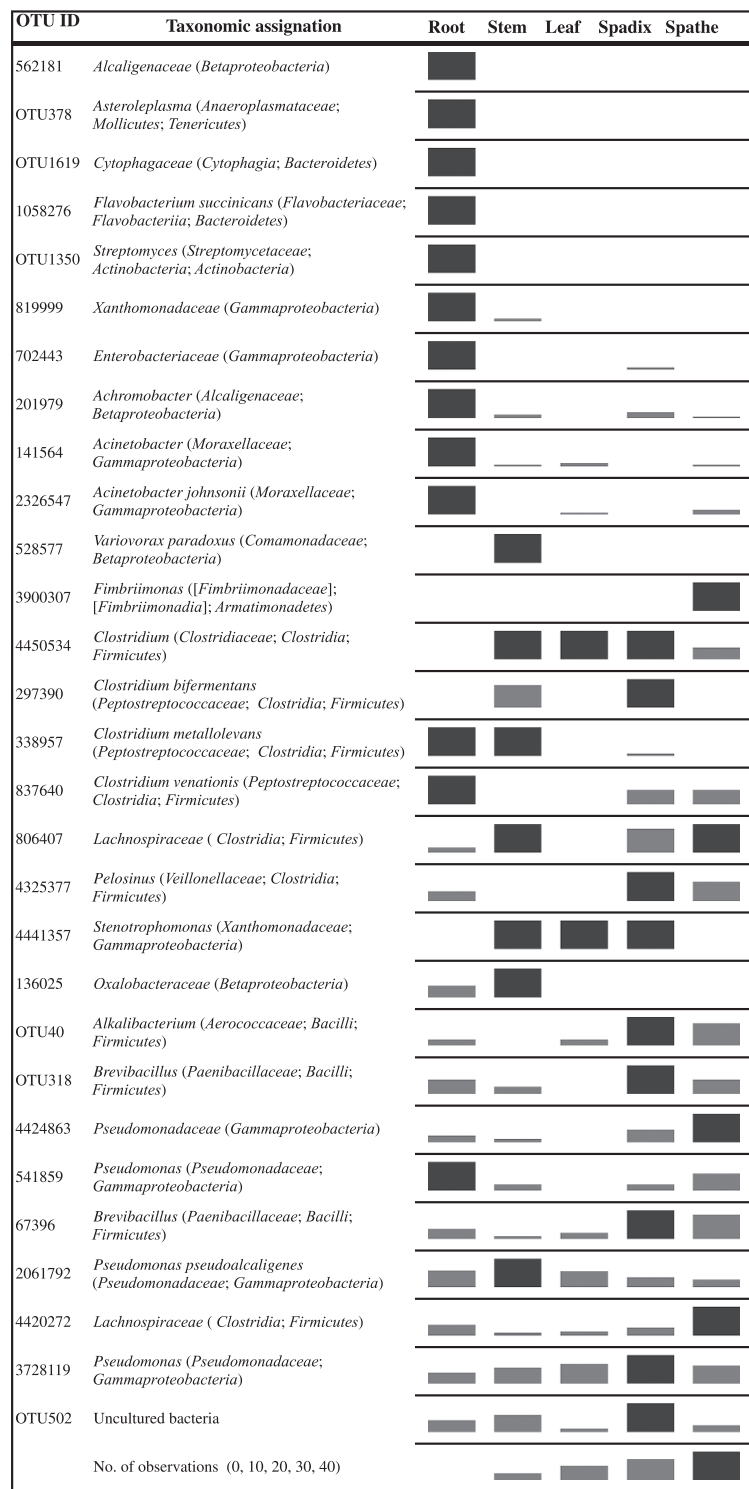 OTU ID Taxonomic assignation Root Stem Leaf Spadix Spathe
562181 Alcaligenaceae (Betaproteobacteria)
OTU378 Asteroleplasma (Anaeroplasmataceae;
Mollicutes; Tenericutes)
OTU1619 Cytophagaceae (Cytophagia; Bacteroidetes)
1058276 Flavobacterium succinicans (Flavobacteriaceae;
Flavobacteriia; Bacteroidetes)
OTU1350 Streptomyces (Streptomycetaceae;
Actinobacteria; Actinobacteria)
819999 Xanthomonadaceae (Gammaproteobacteria)
702443 Enterobacteriaceae (Gammaproteobacteria)
201979 Achromobacter (Alcaligenaceae;
Betaproteobacteria)
141564 Acinetobacter (Moraxellaceae;
Gammaproteobacteria)
2326547 Acinetobacter johnsonii (Moraxellaceae;
Gammaproteobacteria)
528577 Variovorax paradoxus (Comamonadaceae;
Betaproteobacteria)
3900307 Fimbriimonas ([Fimbriimonadaceae];
[Fimbriimonadia]; Armatimonadetes)
4450534 Clostridium (Clostridiaceae; Clostridia;
Firmicutes)
297390 Clostridium bifermentans
(Peptostreptococcaceae; Clostridia; Firmicutes)
338957 Clostridium metallolevans
(Peptostreptococcaceae; Clostridia; Firmicutes)
837640 Clostridium venationis (Peptostreptococcaceae;
Clostridia; Firmicutes)
806407 Lachnospiraceae ( Clostridia; Firmicutes)
4325377 Pelosinus (Veillonellaceae; Clostridia;
Firmicutes)
4441357 Stenotrophomonas (Xanthomonadaceae;
Gammaproteobacteria)
136025 Oxalobacteraceae (Betaproteobacteria)
OTU40 Alkalibacterium (Aerococcaceae; Bacilli;
Firmicutes)
OTU318 Brevibacillus (Paenibacillaceae; Bacilli;
Firmicutes)
4424863 Pseudomonadaceae (Gammaproteobacteria)
541859 Pseudomonas (Pseudomonadaceae;
Gammaproteobacteria)
67396 Brevibacillus (Paenibacillaceae; Bacilli;
Firmicutes)
2061792 Pseudomonas pseudoalcaligenes
(Pseudomonadaceae; Gammaproteobacteria)
4420272 Lachnospiraceae ( Clostridia; Firmicutes)
3728119 Pseudomonas (Pseudomonadaceae;
Gammaproteobacteria)
OTU502 Uncultured bacteria
No. of observations (0, 10, 20, 30, 40)